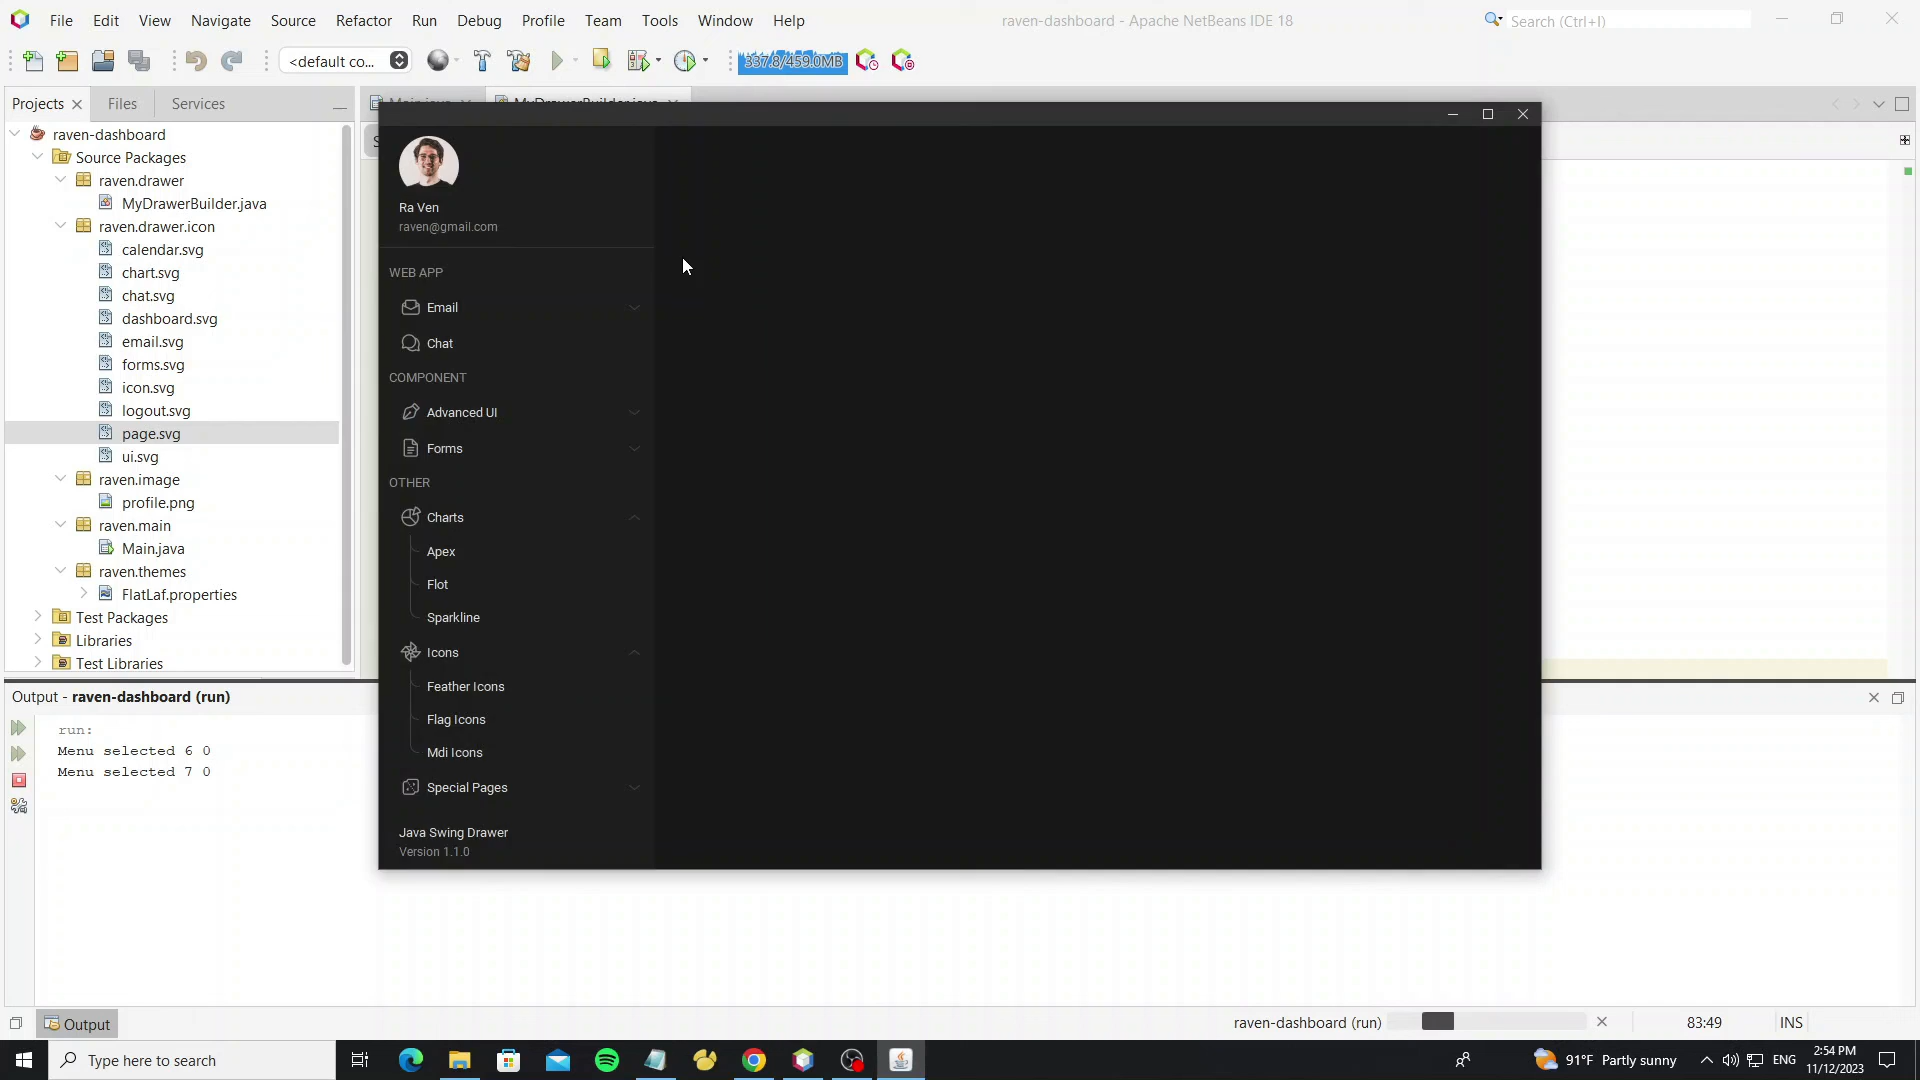 File Edit View Navigate Source Refactor Run Debug Profile Team Tools Window Help
raven-dashboard - Apache NetBeans IDE 18
Search (Ctrl+I)
<default co...
337.8/459.0MB
Projects
Files
Services
Main.java
MyDrawerBuilder.java
raven-dashboard
Source Packages
raven.drawer
MyDrawerBuilder.java
raven.drawer.icon
calendar.svg
chart.svg
chat.svg
dashboard.svg
email.svg
forms.svg
icon.svg
logout.svg
page.svg
ui.svg
raven.image
profile.png
raven.main
Main.java
raven.themes
FlatLaf.properties
Test Packages
Libraries
Test Libraries
Ra Ven
raven@gmail.com
WEB APP
Email
Chat
COMPONENT
Advanced UI
Forms
OTHER
Charts
Apex
Flot
Sparkline
Icons
Feather Icons
Flag Icons
Mdi Icons
Special Pages
Java Swing Drawer
Version 1.1.0
Output - raven-dashboard (run)
run:
Menu selected 6 0
Menu selected 7 0
Output
raven-dashboard (run)
83:49
INS
Type here to search
91°F Partly sunny
ENG
2:54 PM
11/12/2023